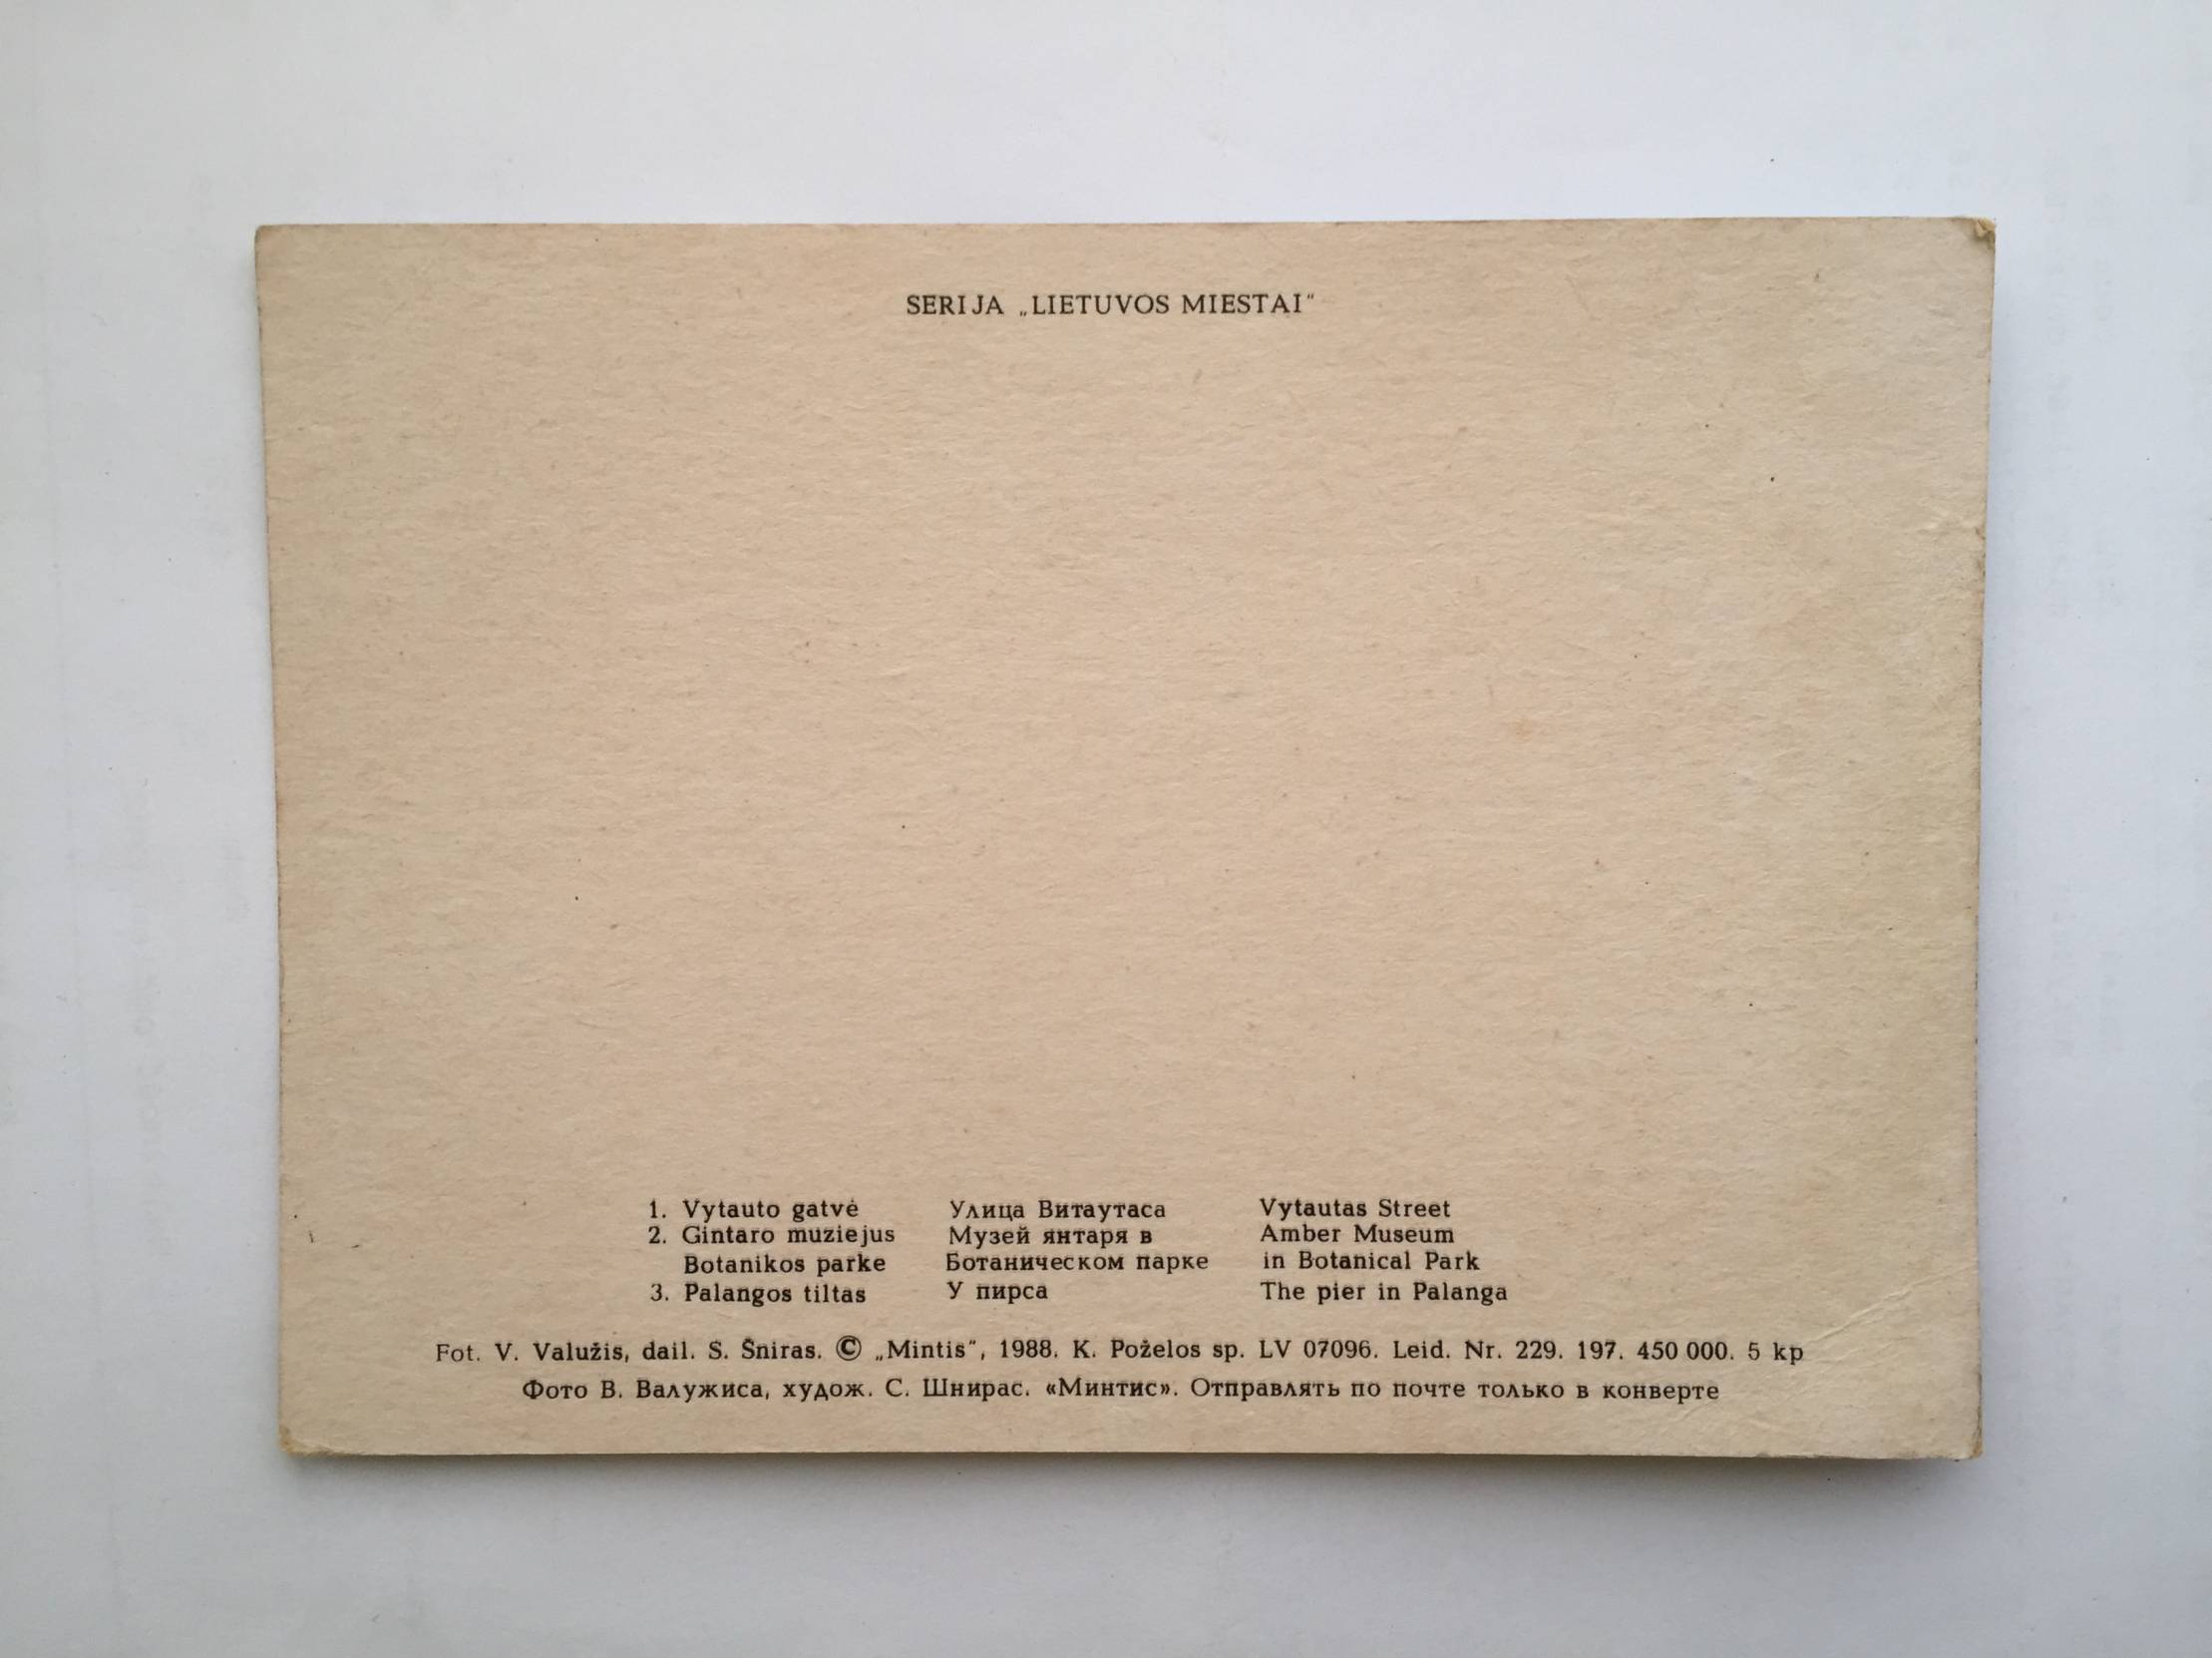 SERIJA „LIETUVOS MIESTAI“
1. Vytauto gatvė Улица Витаутаса Vytautas Street
2. Gintaro muziejus Музей янтаря в Amber Museum
Botanikos parke Ботаническом парке in Botanical Park
3. Palangos tiltas У пирса The pier in Palanga
Fot. V. Valužis, dail. S. Šniras. © „Mintis“, 1988. K. Poželos sp. LV 07096. Leid. Nr. 229. 197. 450 000. 5 kp
Фото В. Валужиса, худож. С. Шнирас. «Минтис». Отправлять по почте только в конверте